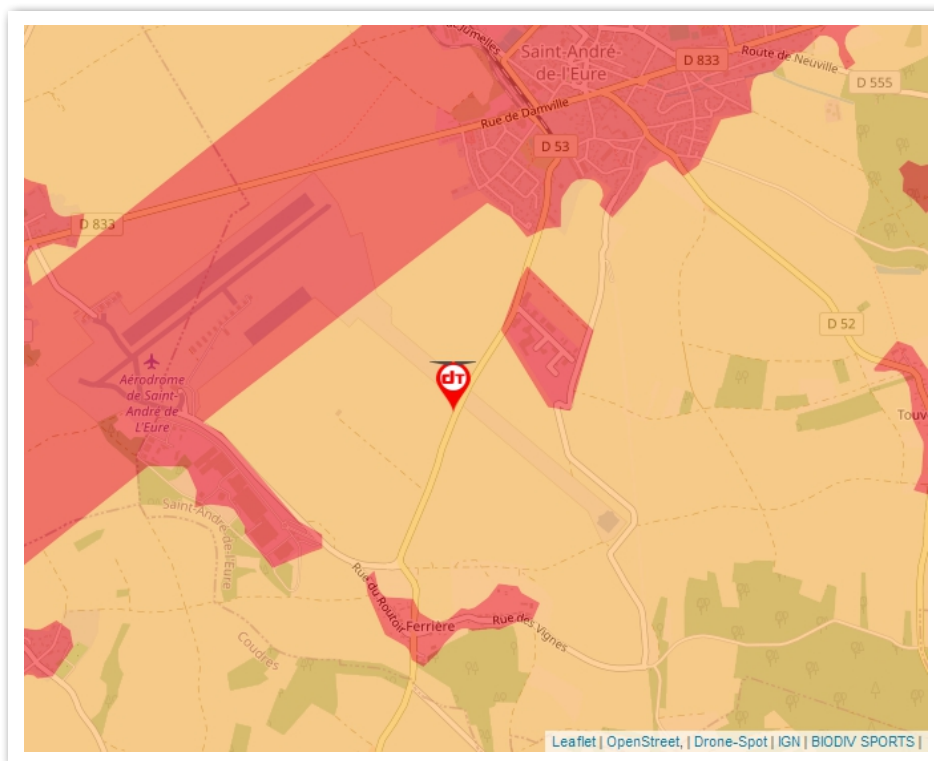 Jumelles
Saint-André-
de-l'Eure
D 833
Route de Neuville
D 555
Rue de Damville
D 53
D 833
D 52
dT
Aérodrome
de Saint-
André de
L'Eure
Touv
Saint-André-de-l'Eure
Rue du Routoir
Ferrière
Rue des Vignes
Coudres
Leaflet | OpenStreet, | Drone-Spot | IGN | BIODIV SPORTS |